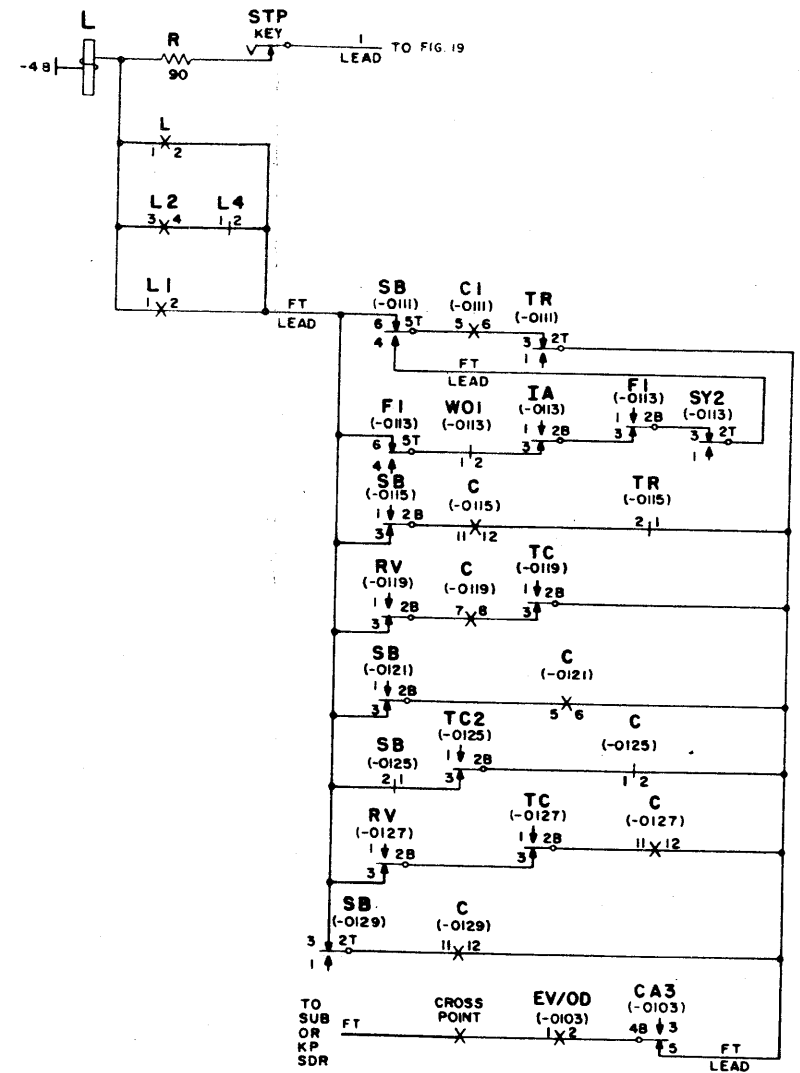 L
STP
KEY
R
90
-48
1
LEAD
TO FIG. 19
L
1 2
L2 L4
3 4 1 2
L1
1 2
FT
LEAD
SB
(-0111)
6 5T
4
C1
(-0111)
5 6
TR
(-0111)
3 2T
1
FT
LEAD
F1
(-0113)
6 5T
4
WO1
(-0113)
1 2
IA
(-0113)
1 2B
3
F1
(-0113)
1 2B
3
SY2
(-0113)
3 2T
1
SB
(-0115)
1 2B
3
C
(-0115)
11 12
TR
(-0115)
2 1
RV
(-0119)
1 2B
3
C
(-0119)
7 8
TC
(-0119)
1 2B
3
SB
(-0121)
1 2B
3
C
(-0121)
5 6
SB
(-0125)
2 1
TC2
(-0125)
1 2B
3
C
(-0125)
1 2
RV
(-0127)
1 2B
3
TC
(-0127)
1 2B
3
C
(-0127)
11 12
SB
(-0129)
3 2T
1
C
(-0129)
11 12
TO
SUB
OR
KP
SDR
FT
CROSS
POINT
EV/OD
(-0103)
1 2
CA3
(-0103)
4B 3
5
FT
LEAD